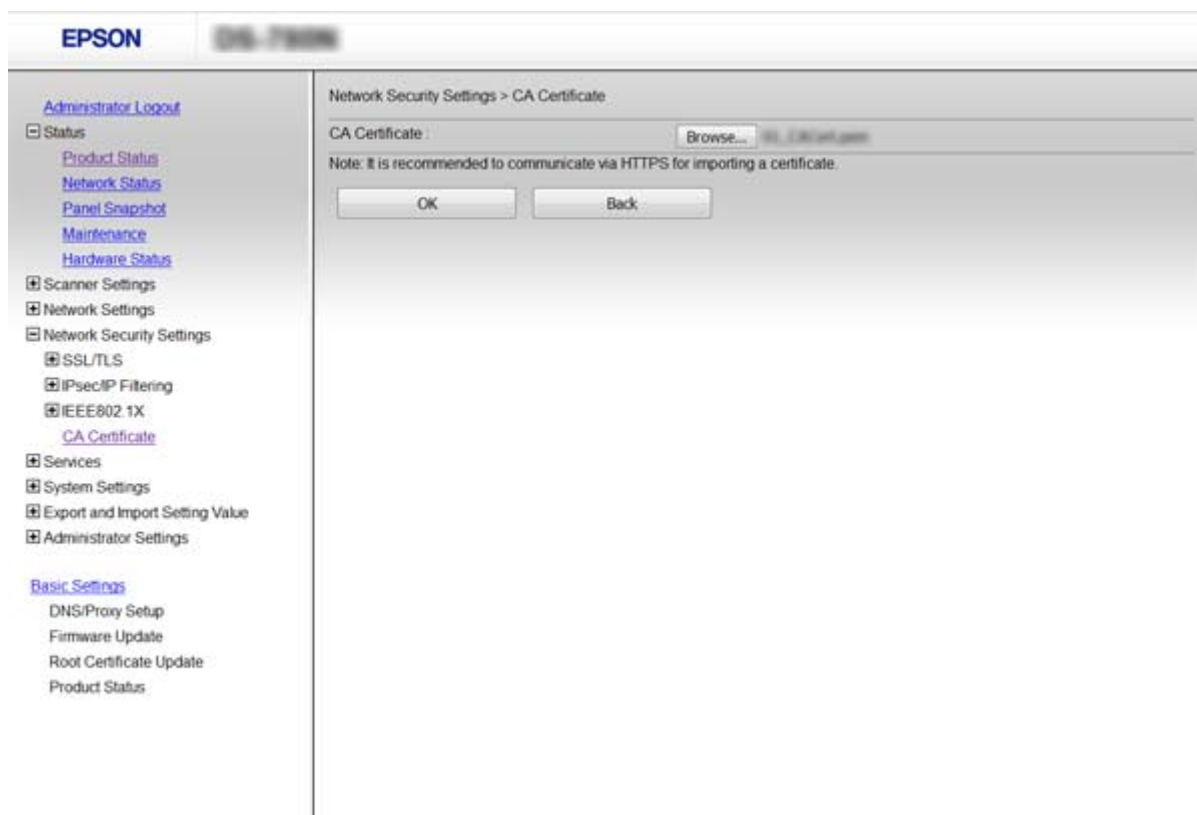 EPSON
Administrator Logout
Status
Product Status
Network Status
Panel Snapshot
Maintenance
Hardware Status
Scanner Settings
Network Settings
Network Security Settings
SSL/TLS
IPsec/IP Filtering
IEEE802.1X
CA Certificate
Services
System Settings
Export and Import Setting Value
Administrator Settings
Basic Settings
DNS/Proxy Setup
Firmware Update
Root Certificate Update
Product Status
Network Security Settings > CA Certificate
CA Certificate : Browse...
Note: It is recommended to communicate via HTTPS for importing a certificate.
OK Back